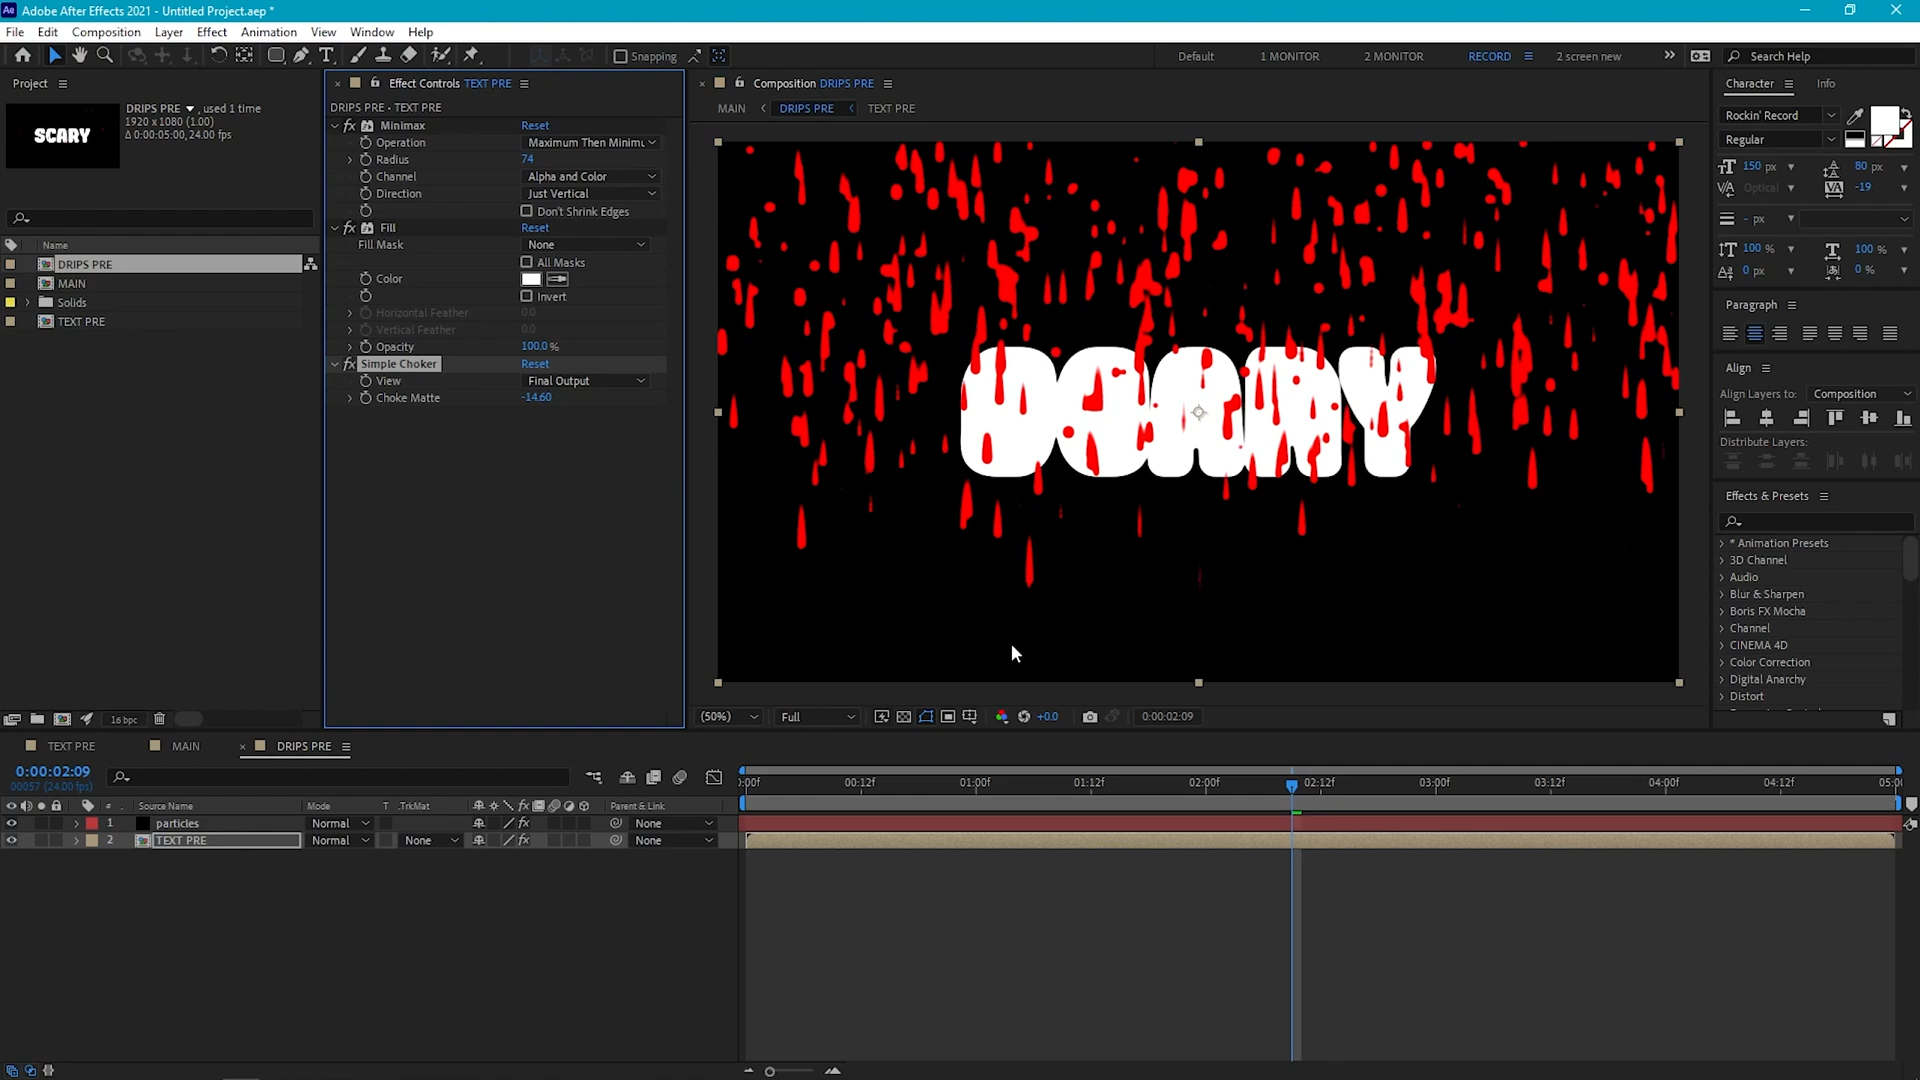 Adobe After Effects 2021 - Untitled Project.aep *
File Edit Composition Layer Effect Animation View Window Help
Snapping
Default 1 MONITOR 2 MONITOR RECORD 2 screen new Search Help
Project
DRIPS PRE , used 1 time
1920 x 1080 (1.00)
Δ 0:00:05:00, 24.00 fps
SCARY
Name
DRIPS PRE
MAIN
Solids
TEXT PRE
16 bpc
Effect Controls TEXT PRE
DRIPS PRE • TEXT PRE
fx Minimax Reset
Operation Maximum Then Minimu
Radius 74
Channel Alpha and Color
Direction Just Vertical
Don't Shrink Edges
fx Fill Reset
Fill Mask None
All Masks
Color
Invert
Horizontal Feather 0.0
Vertical Feather 0.0
Opacity 100.0 %
fx Simple Choker Reset
View Final Output
Choke Matte -14.60
Composition DRIPS PRE
MAIN DRIPS PRE TEXT PRE
(50%) Full +0.0 0:00:02:09
Character Info
Rockin' Record
Regular
150 px 80 px
Optical -19
- px
100 % 100 %
0 px 0 %
Paragraph
Align
Align Layers to: Composition
Distribute Layers:
Effects & Presets
* Animation Presets
3D Channel
Audio
Blur & Sharpen
Boris FX Mocha
Channel
CINEMA 4D
Color Correction
Digital Anarchy
Distort
TEXT PRE MAIN DRIPS PRE
0:00:02:09
00057 (24.00 fps)
# Source Name Mode T .TrkMat Parent & Link
1 particles Normal None
2 TEXT PRE Normal None None
:00f 00:12f 01:00f 01:12f 02:00f 02:12f 03:00f 03:12f 04:00f 04:12f 05:00